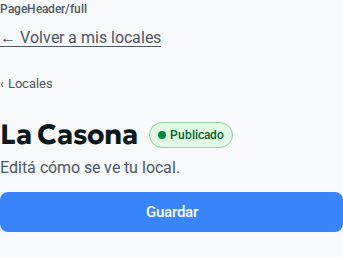 PageHeader/full
← Volver a mis locales
‹ Locales
La Casona
Publicado
Editá cómo se ve tu local.
Guardar